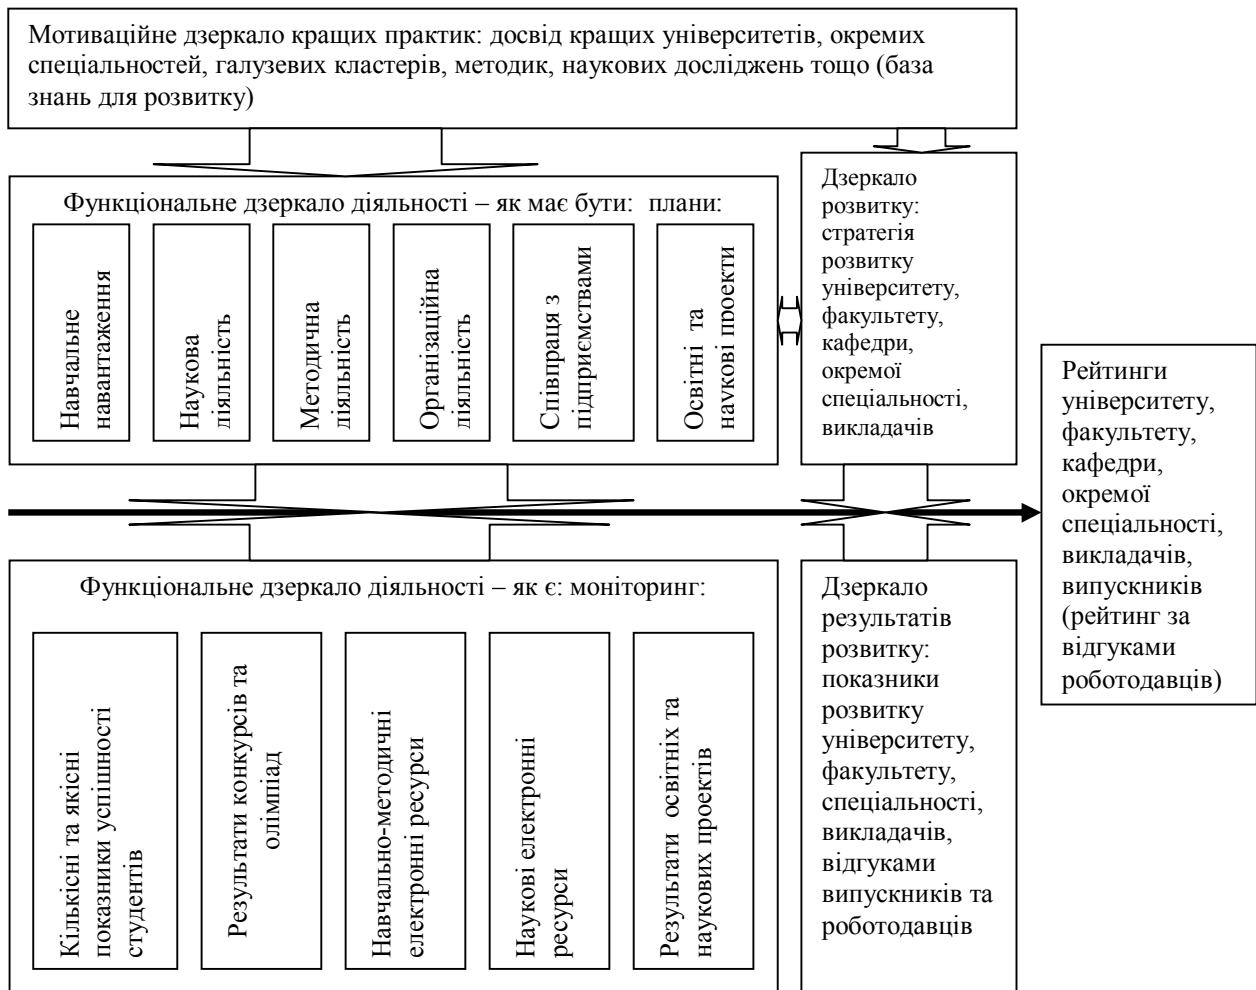 Мотиваційне дзеркало кращих практик: досвід кращих університетів, окремих
спеціальностей, галузевих кластерів, методик, наукових досліджень тощо (база
знань для розвитку)
Функціональне дзеркало діяльності – як має бути: плани:
Навчальне
навантаження
Наукова
діяльність
Методична
діяльність
Організаційна
діяльність
Співпраця з
підприємствами
Освітні та
наукові проекти
Дзеркало
розвитку:
стратегія
розвитку
університету,
факультету,
кафедри,
окремої
спеціальності,
викладачів
Рейтинги
університету,
факультету,
кафедри,
окремої
спеціальності,
викладачів,
випускників
(рейтинг за
відгуками
роботодавців)
Функціональне дзеркало діяльності – як є: моніторинг:
Кількісні та якісні
показники успішності
студентів
Результати конкурсів та
олімпіад
Навчально-методичні
електронні ресурси
Наукові електронні
ресурси
Результати освітніх та
наукових проектів
Дзеркало
результатів
розвитку:
показники
розвитку
університету,
факультету,
спеціальності,
викладачів,
відгуками
випускників та
роботодавців